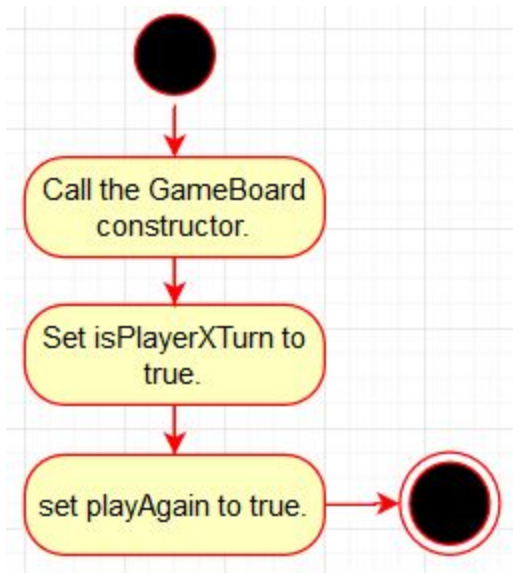 Call the GameBoard
constructor.
Set isPlayerXTurn to
true.
set playAgain to true.